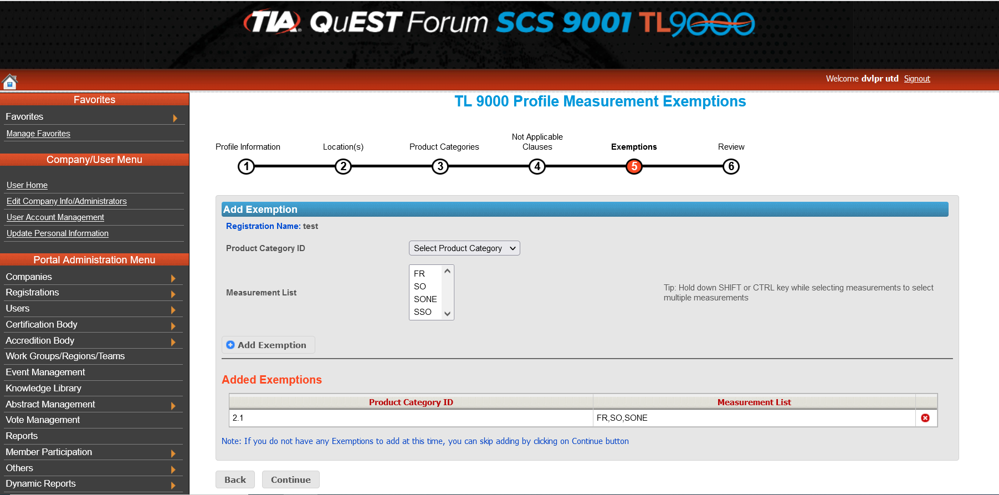 TIA QuEST Forum SCS 9001 TL9000
Welcome dvlpr utd Signout
Favorites
Favorites
Manage Favorites
Company/User Menu
User Home
Edit Company Info/Administrators
User Account Management
Update Personal Information
Portal Administration Menu
Companies
Registrations
Users
Certification Body
Accredition Body
Work Groups/Regions/Teams
Event Management
Knowledge Library
Abstract Management
Vote Management
Reports
Member Participation
Others
Dynamic Reports
TL 9000 Profile Measurement Exemptions
Profile Information
Location(s)
Product Categories
Not Applicable
Clauses
Exemptions
Review
1 2 3 4 5 6
Add Exemption
Registration Name: test
Product Category ID Select Product Category
Measurement List
FR
SO
SONE
SSO
Tip: Hold down SHIFT or CTRL key while selecting measurements to select
multiple measurements
Add Exemption
Added Exemptions
Product Category ID Measurement List
2.1 FR,SO,SONE
Note: If you do not have any Exemptions to add at this time, you can skip adding by clicking on Continue button
Back Continue